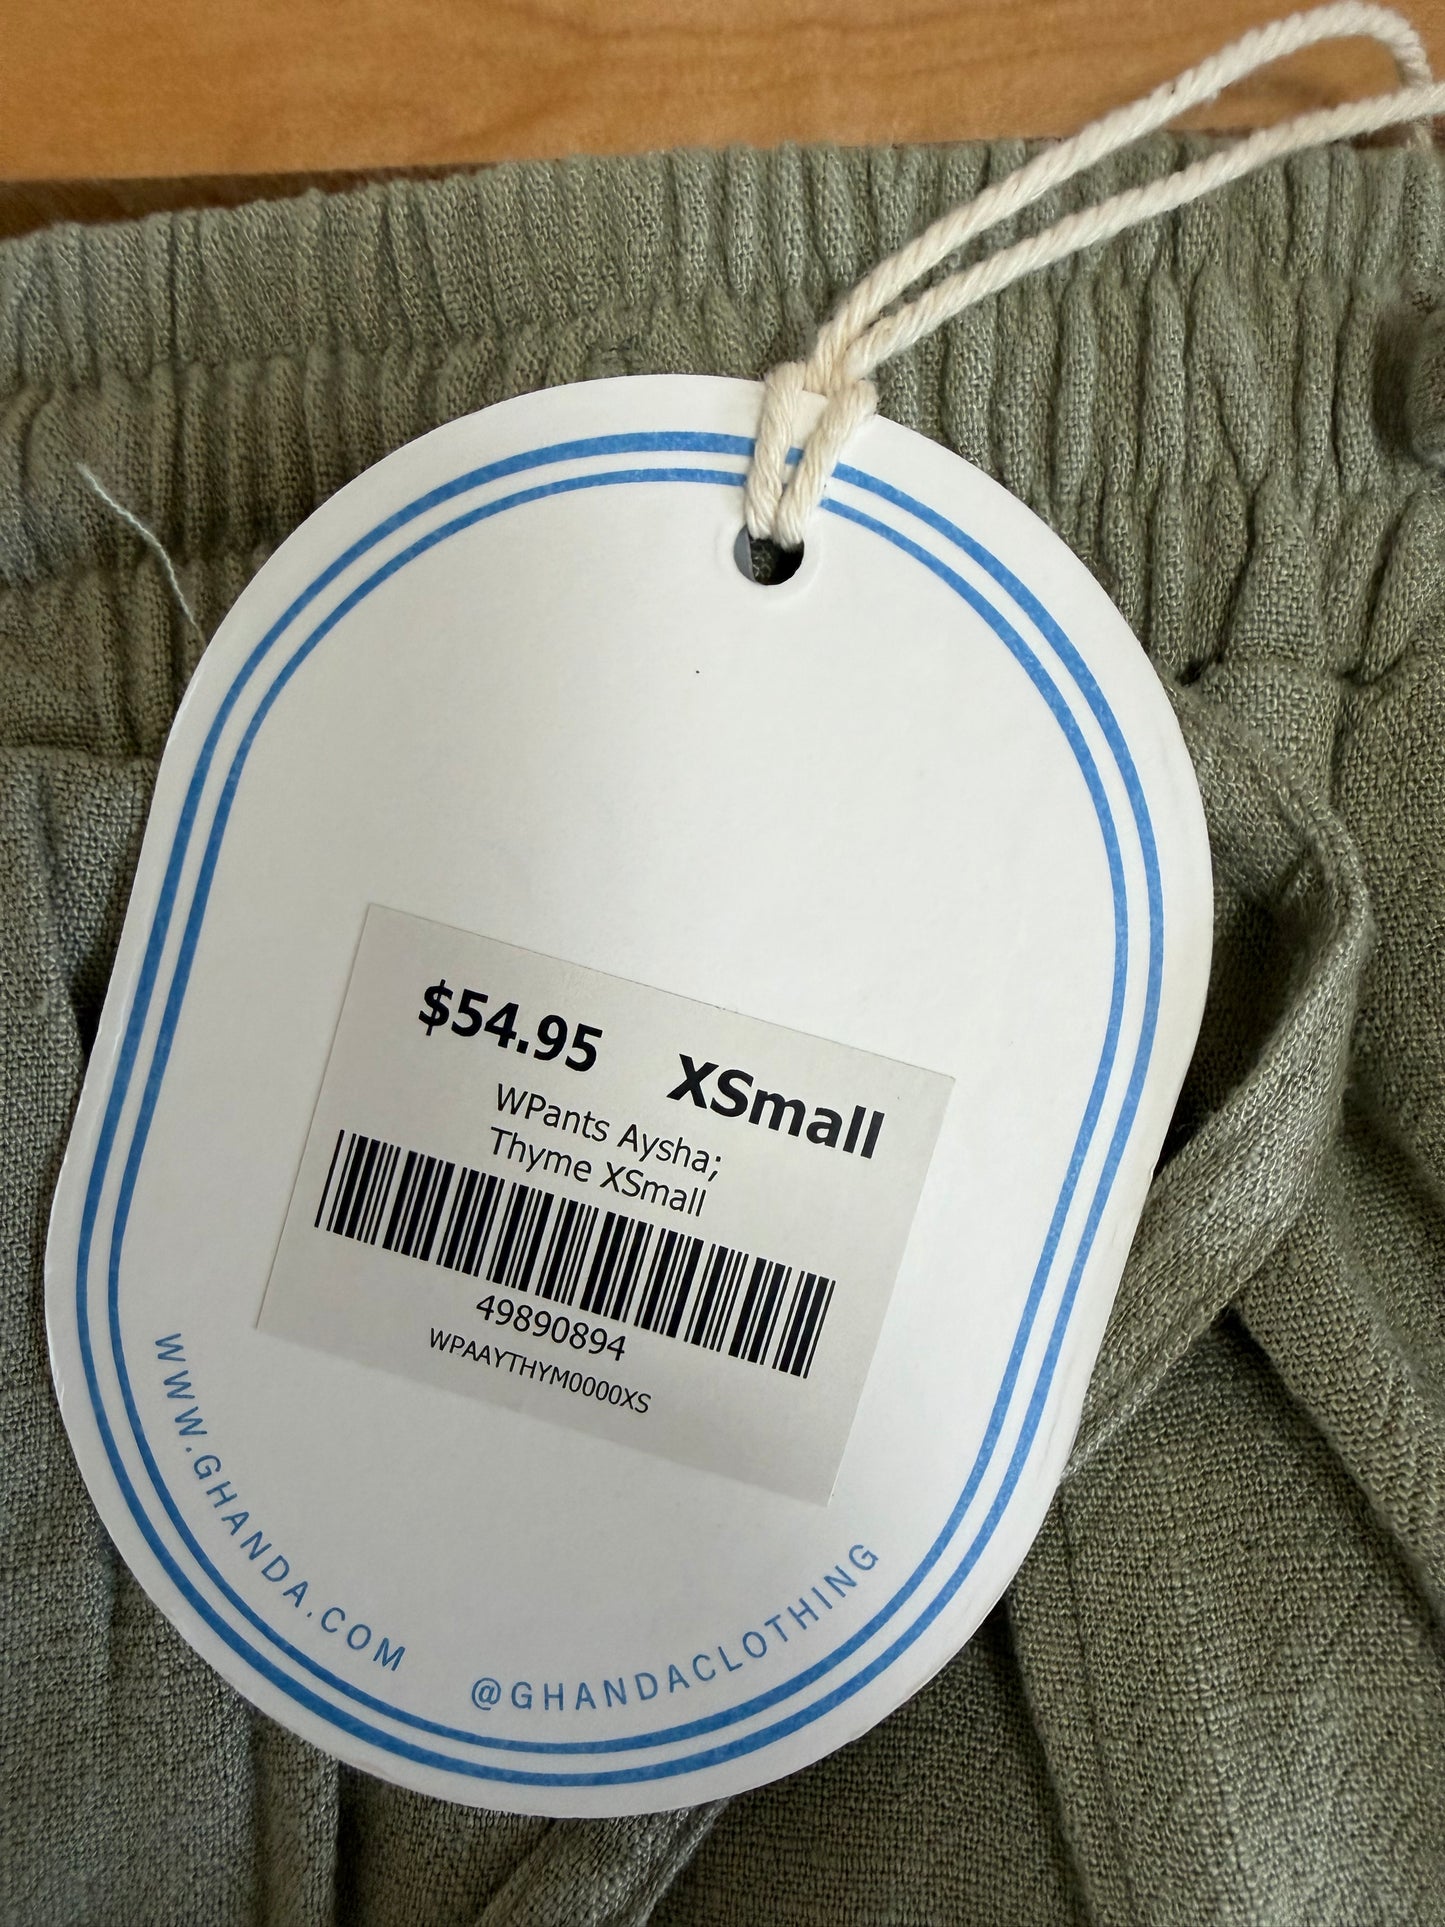 $54.95 XSmall
WPants Aysha;
Thyme XSmall
49890894
WPAAYTHYM0000XS
WWW.GHANDA.COM
@GHANDACLOTHING